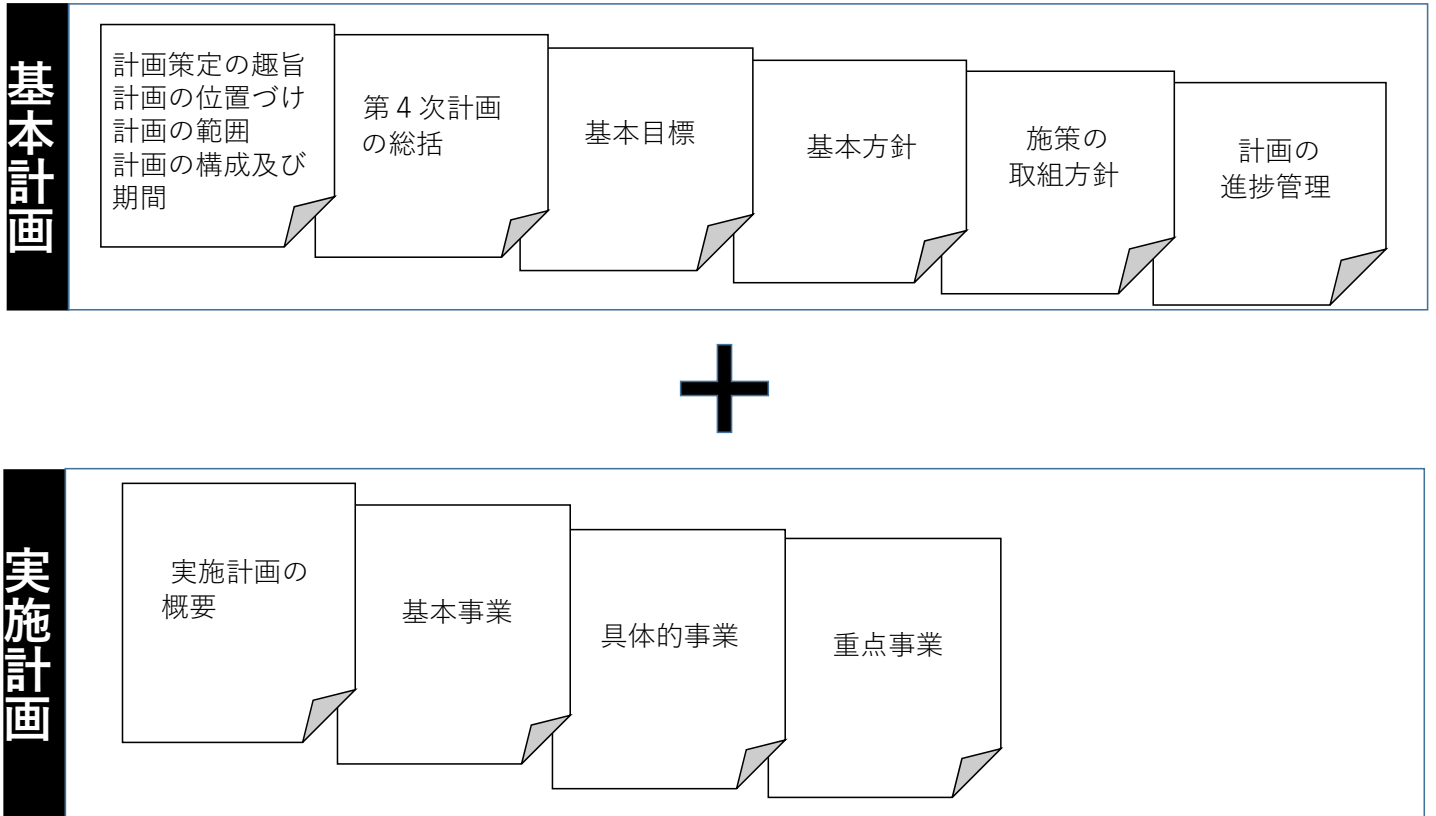 基本計画
計画策定の趣旨
計画の位置づけ
計画の範囲
計画の構成及び
期間
第4次計画
の総括
基本目標
基本方針
施策の
取組方針
計画の
進捗管理
実施計画
実施計画の
概要
基本事業
具体的事業
重点事業